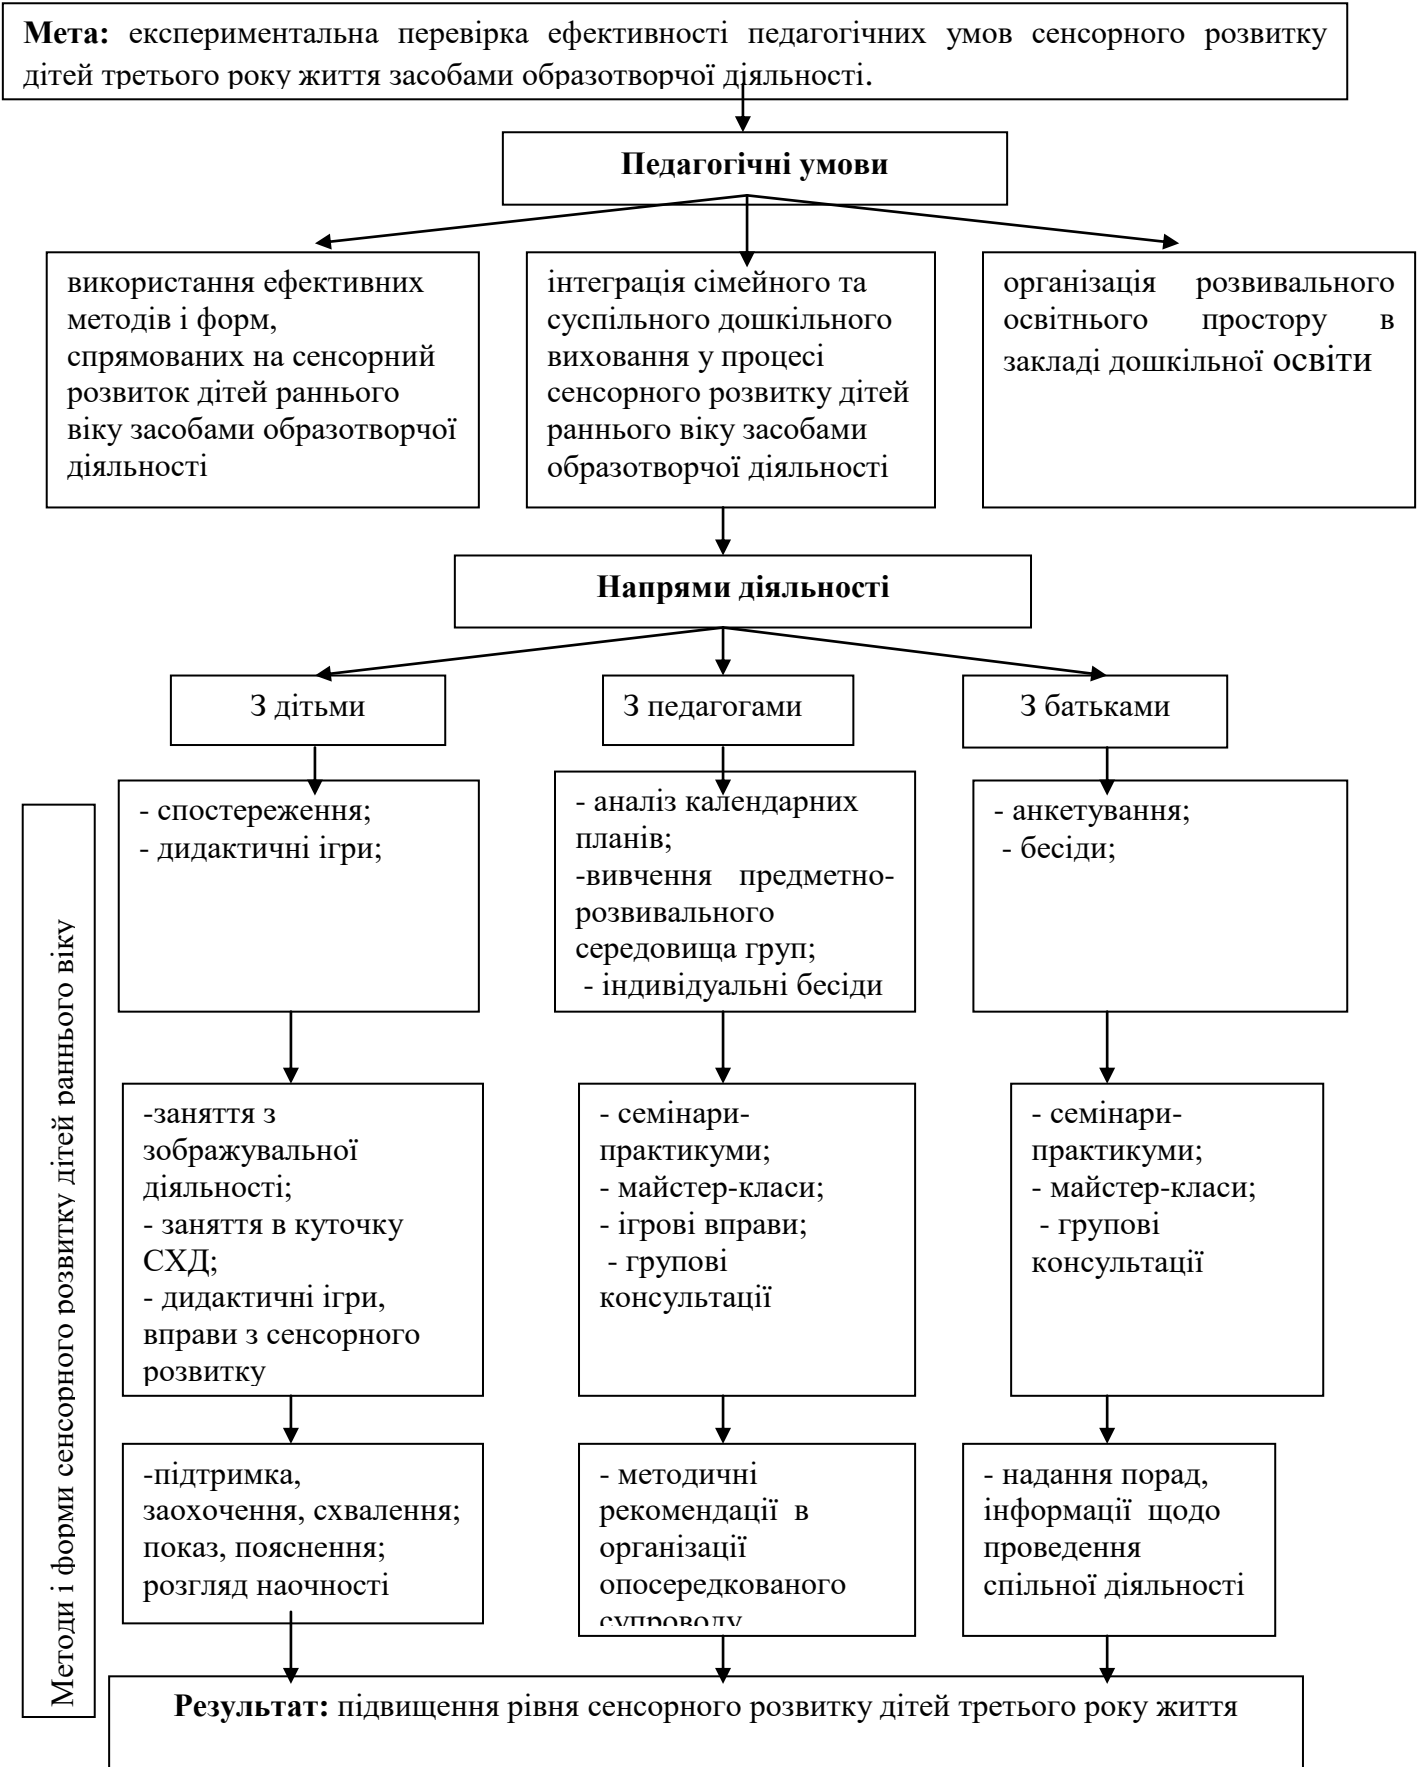 Мета: експериментальна перевірка ефективності педагогічних умов сенсорного розвитку
дітей третього року життя засобами образотворчої діяльності.
Педагогічні умови
використання ефективних
методів і форм,
спрямованих на сенсорний
розвиток дітей раннього
віку засобами образотворчої
діяльності
інтеграція сімейного та
суспільного дошкільного
виховання у процесі
сенсорного розвитку дітей
раннього віку засобами
образотворчої діяльності
організація розвивального
освітнього простору в
закладі дошкільної освіти
Напрями діяльності
З дітьми
З педагогами
З батьками
Методи і форми сенсорного розвитку дітей раннього віку
- спостереження;
- дидактичні ігри;
- аналіз календарних
планів;
-вивчення предметно-
розвивального
середовища груп;
- індивідуальні бесіди
- анкетування;
- бесіди;
-заняття з
зображувальної
діяльності;
- заняття в куточку
СХД;
- дидактичні ігри,
вправи з сенсорного
розвитку
- семінари-
практикуми;
- майстер-класи;
- ігрові вправи;
- групові
консультації
- семінари-
практикуми;
- майстер-класи;
- групові
консультації
-підтримка,
заохочення, схвалення;
показ, пояснення;
розгляд наочності
- методичні
рекомендації в
організації
опосередкованого
супроводу
- надання порад,
інформації щодо
проведення
спільної діяльності
Результат: підвищення рівня сенсорного розвитку дітей третього року життя